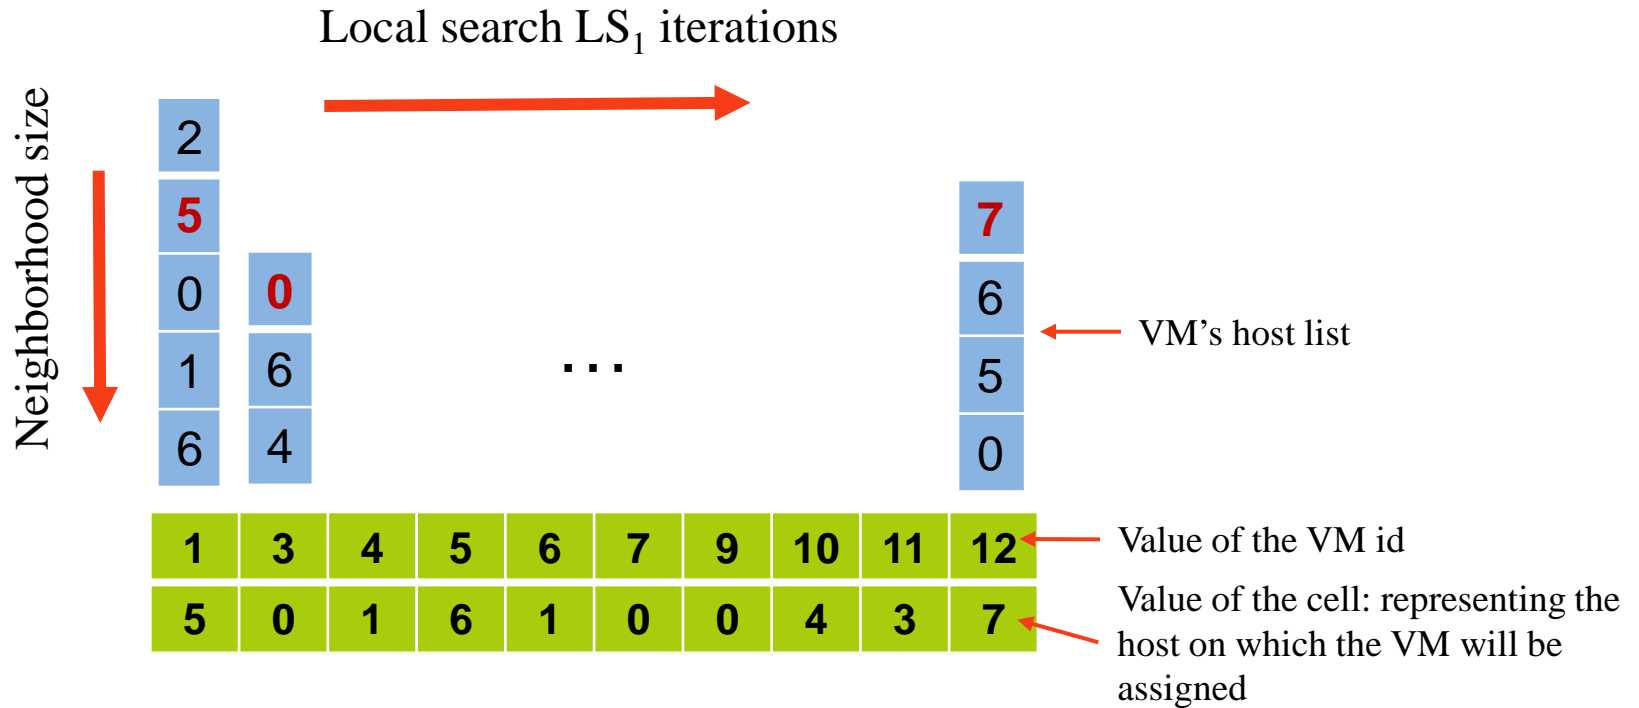 Local search LS₁ iterations
Neighborhood size
2
5 7
0 0 6
1 6 … 5
6 4 0
VM’s host list
1 3 4 5 6 7 9 10 11 12
Value of the VM id
5 0 1 6 1 0 0 4 3 7
Value of the cell: representing the
host on which the VM will be
assigned